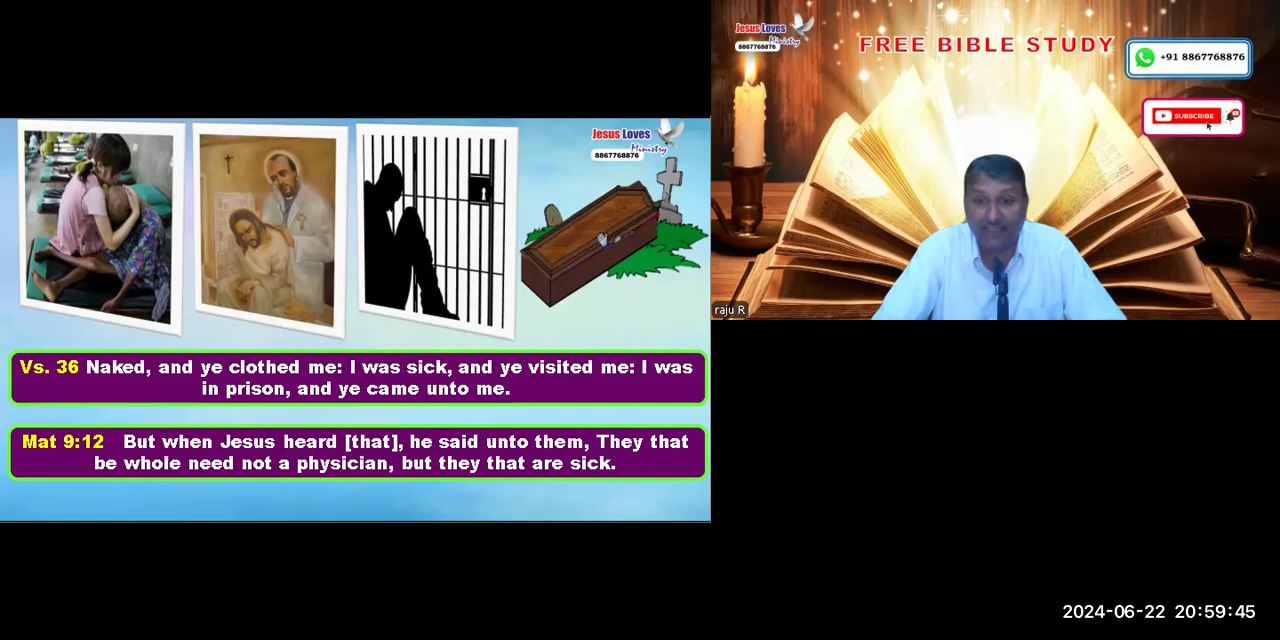 Jesus Loves
Ministry
8867768876
Vs. 36 Naked, and ye clothed me: I was sick, and ye visited me: I was
in prison, and ye came unto me.
Mat 9:12 But when Jesus heard [that], he said unto them, They that
be whole need not a physician, but they that are sick.
Jesus Loves
Ministry
8867768876
FREE BIBLE STUDY
+91 8867768876
SUBSCRIBE
raju R
2024-06-22 20:59:45